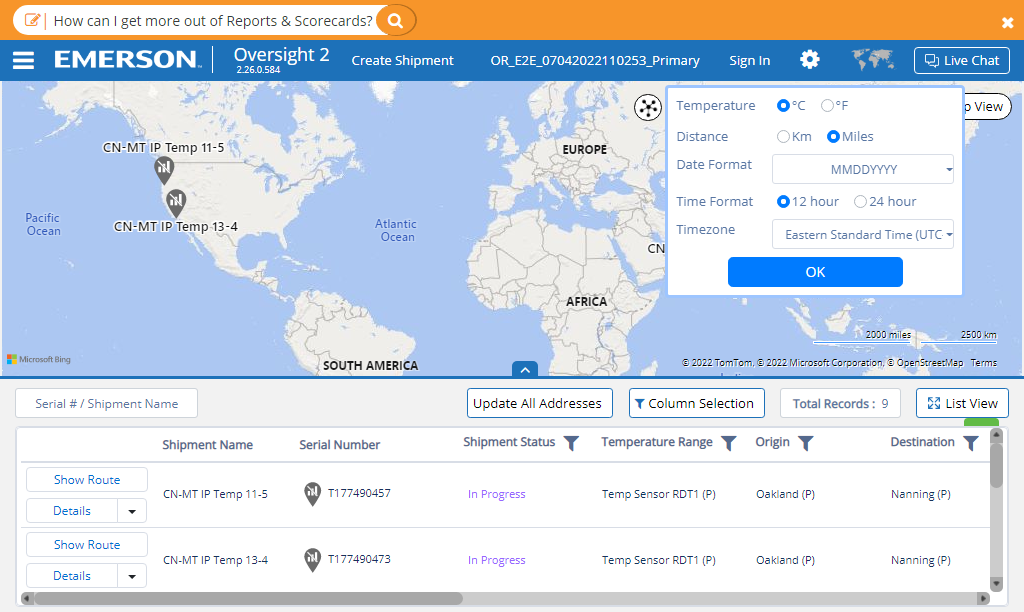 How can I get more out of Reports & Scorecards?
EMERSON
Oversight 2
2.26.0.584
Create Shipment
OR_E2E_07042022110253_Primary
Sign In
Live Chat
Temperature
°C
°F
p View
Distance
Km
Miles
Date Format
MMDDYYYY
Time Format
12 hour
24 hour
Timezone
Eastern Standard Time (UTC
OK
CN-MT IP Temp 11-5
CN-MT IP Temp 13-4
EUROPE
Pacific
Ocean
Atlantic
Ocean
CN
AFRICA
SOUTH AMERICA
2000 miles
2500 km
Microsoft Bing
© 2022 TomTom, © 2022 Microsoft Corporation, © OpenStreetMap
Terms
Serial # / Shipment Name
Update All Addresses
Column Selection
Total Records : 9
List View
Shipment Name
Serial Number
Shipment Status
Temperature Range
Origin
Destination
Show Route
Details
CN-MT IP Temp 11-5
T177490457
In Progress
Temp Sensor RDT1 (P)
Oakland (P)
Nanning (P)
Show Route
Details
CN-MT IP Temp 13-4
T177490473
In Progress
Temp Sensor RDT1 (P)
Oakland (P)
Nanning (P)